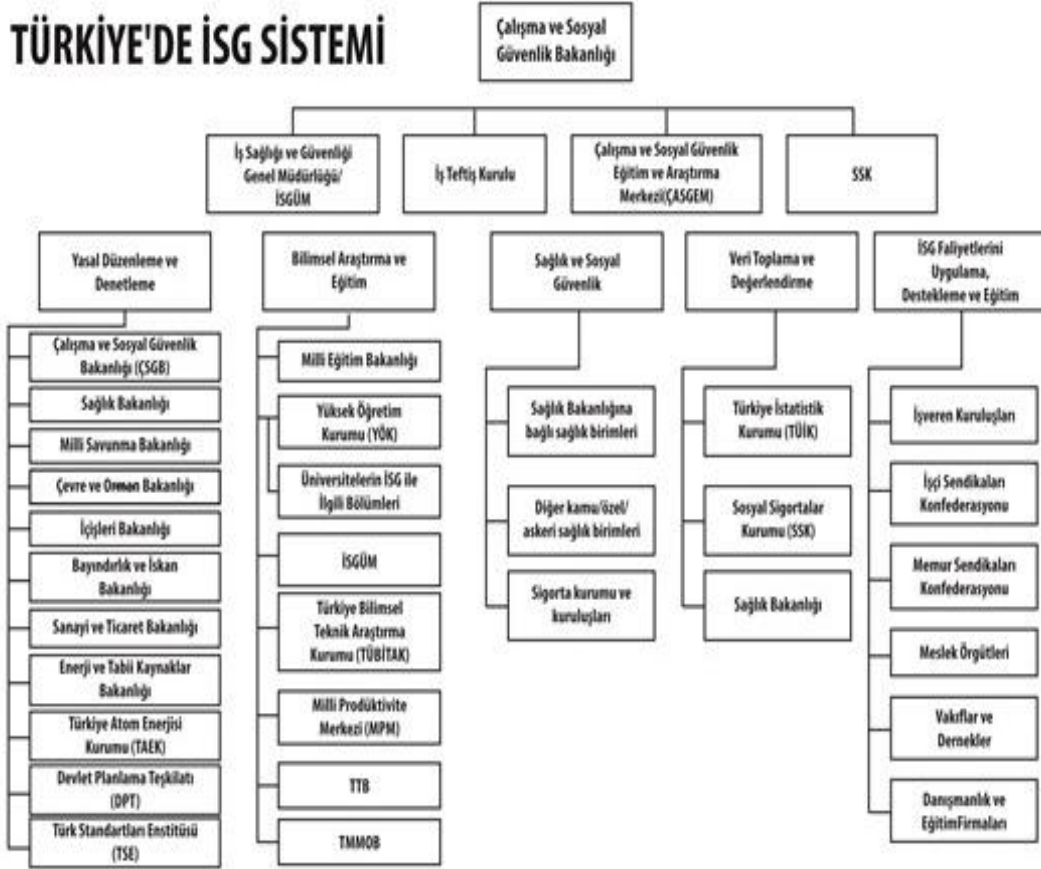 TÜRKİYE'DE İSG SİSTEMİ
Çalışma ve Sosyal
Güvenlik Bakanlığı
İş Sağlığı ve Güvenliği
Genel Müdürlüğü/
İSGÜM
İş Teftiş Kurulu
Çalışma ve Sosyal Güvenlik
Eğitim ve Araştırma
Merkezi(ÇASGEM)
SSK
Yasal Düzenleme ve
Denetleme
Çalışma ve Sosyal Güvenlik
Bakanlığı (ÇSGB)
Sağlık Bakanlığı
Milli Savunma Bakanlığı
Çevre ve Orman Bakanlığı
İçişleri Bakanlığı
Bayındırlık ve İskan
Bakanlığı
Sanayi ve Ticaret Bakanlığı
Enerji ve Tabii Kaynaklar
Bakanlığı
Türkiye Atom Enerjisi
Kurumu (TAEK)
Devlet Planlama Teşkilatı
(DPT)
Türk Standartları Enstitüsü
(TSE)
Bilimsel Araştırma ve
Eğitim
Milli Eğitim Bakanlığı
Yüksek Öğretim
Kurumu (YÖK)
Üniversitelerin İSG ile
İlgili Bölümleri
İSGÜM
Türkiye Bilimsel
Teknik Araştırma
Kurumu (TÜBİTAK)
Milli Prodüktivite
Merkezi (MPM)
TTB
TMMOB
Sağlık ve Sosyal
Güvenlik
Sağlık Bakanlığına
bağlı sağlık birimleri
Diğer kamu/özel/
askeri sağlık birimleri
Sigorta kurumu ve
kuruluşları
Veri Toplama ve
Değerlendirme
Türkiye İstatistik
Kurumu (TÜİK)
Sosyal Sigortalar
Kurumu (SSK)
Sağlık Bakanlığı
İSG Faliyetlerini
Uygulama,
Destekleme ve Eğitim
İşveren Kuruluşları
İşçi Sendikaları
Konfederasyonu
Memur Sendikaları
Konfederasyonu
Meslek Örgütleri
Vakıflar ve
Dernekler
Danışmanlık ve
EğitimFirmaları